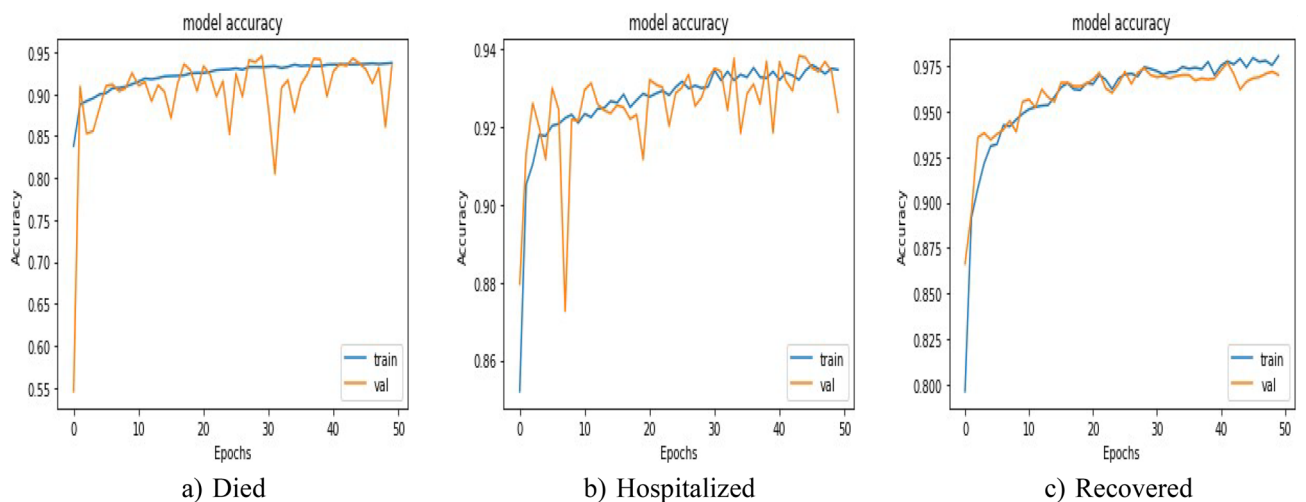 model accuracy
0.95
0.90
0.85
0.80
0.75
0.70
0.65
0.60
0.55
Accuracy
train
val
0 10 20 30 40 50
Epochs
a) Died
model accuracy
0.94
0.92
0.90
0.88
0.86
Accuracy
train
val
0 10 20 30 40 50
Epochs
b) Hospitalized
model accuracy
0.975
0.950
0.925
0.900
0.875
0.850
0.825
0.800
Accuracy
train
val
0 10 20 30 40 50
Epochs
c) Recovered